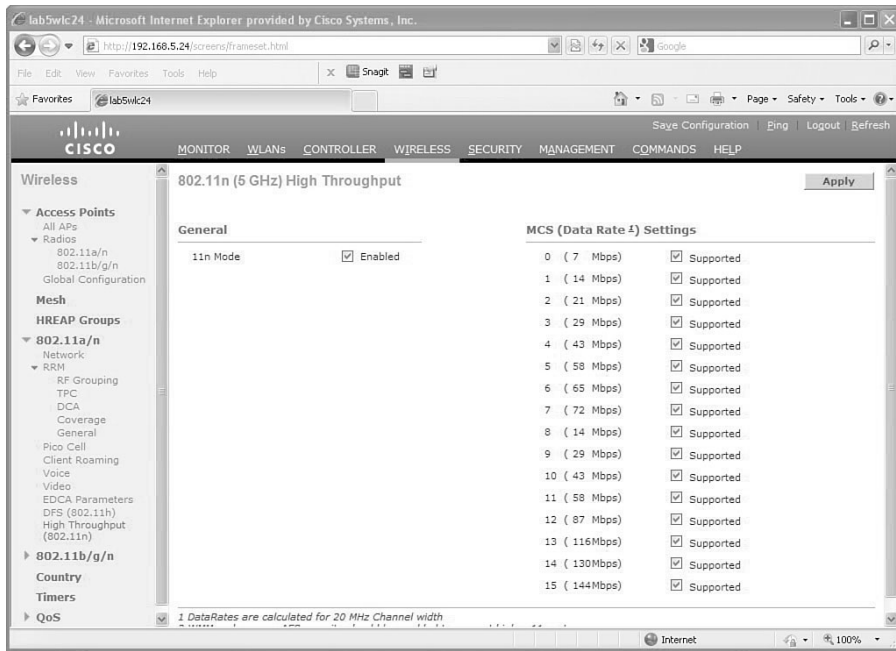 lab5wlc24 - Microsoft Internet Explorer provided by Cisco Systems, Inc.
http://192.168.5.24/screens/frameset.html
Google
File Edit View Favorites Tools Help
x Snagit
Favorites
lab5wlc24
Page Safety Tools
Save Configuration Ping Logout Refresh
CISCO
MONITOR WLANs CONTROLLER WIRELESS SECURITY MANAGEMENT COMMANDS HELP
Wireless
Access Points
All APs
Radios
802.11a/n
802.11b/g/n
Global Configuration
Mesh
HREAP Groups
802.11a/n
Network
RRM
RF Grouping
TPC
DCA
Coverage
General
Pico Cell
Client Roaming
Voice
Video
EDCA Parameters
DFS (802.11h)
High Throughput
(802.11n)
802.11b/g/n
Country
Timers
QoS
802.11n (5 GHz) High Throughput
Apply
General
11n Mode Enabled
MCS (Data Rate 1) Settings
0 ( 7 Mbps) Supported
1 ( 14 Mbps) Supported
2 ( 21 Mbps) Supported
3 ( 29 Mbps) Supported
4 ( 43 Mbps) Supported
5 ( 58 Mbps) Supported
6 ( 65 Mbps) Supported
7 ( 72 Mbps) Supported
8 ( 14 Mbps) Supported
9 ( 29 Mbps) Supported
10 ( 43 Mbps) Supported
11 ( 58 Mbps) Supported
12 ( 87 Mbps) Supported
13 ( 116Mbps) Supported
14 ( 130Mbps) Supported
15 ( 144Mbps) Supported
1 DataRates are calculated for 20 MHz Channel width
Internet
100%